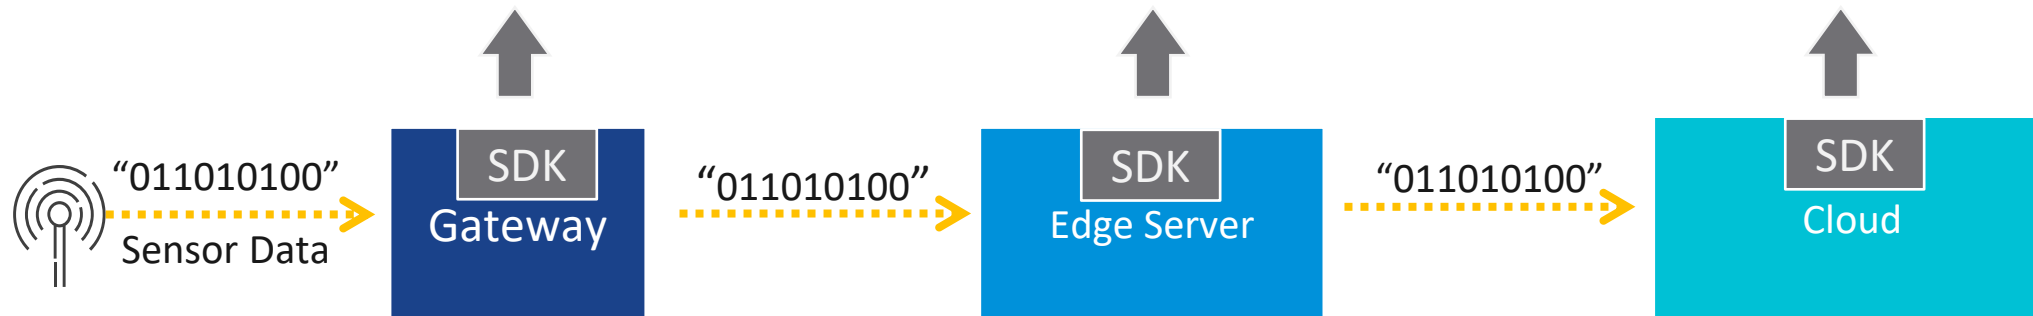 “011010100”
Sensor Data
SDK
Gateway
“011010100”
SDK
Edge Server
“011010100”
SDK
Cloud